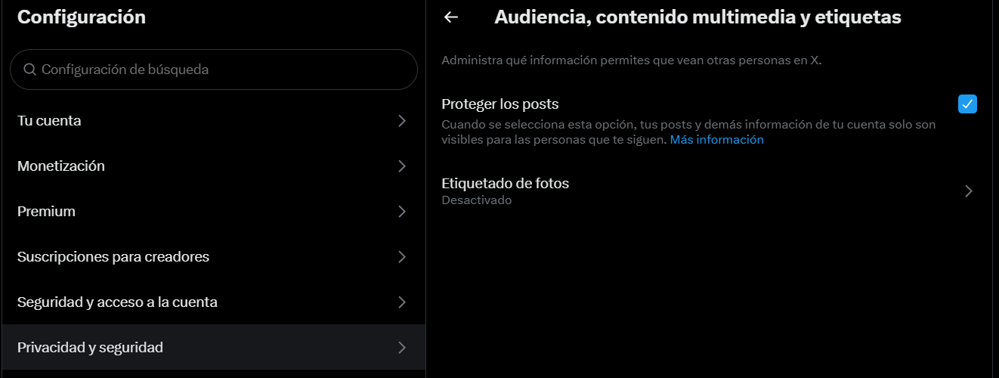 Configuración
Configuración de búsqueda
Tu cuenta
Monetización
Premium
Suscripciones para creadores
Seguridad y acceso a la cuenta
Privacidad y seguridad
Audiencia, contenido multimedia y etiquetas
Administra qué información permites que vean otras personas en X.
Proteger los posts
Cuando se selecciona esta opción, tus posts y demás información de tu cuenta solo son
visibles para las personas que te siguen. Más información
Etiquetado de fotos
Desactivado